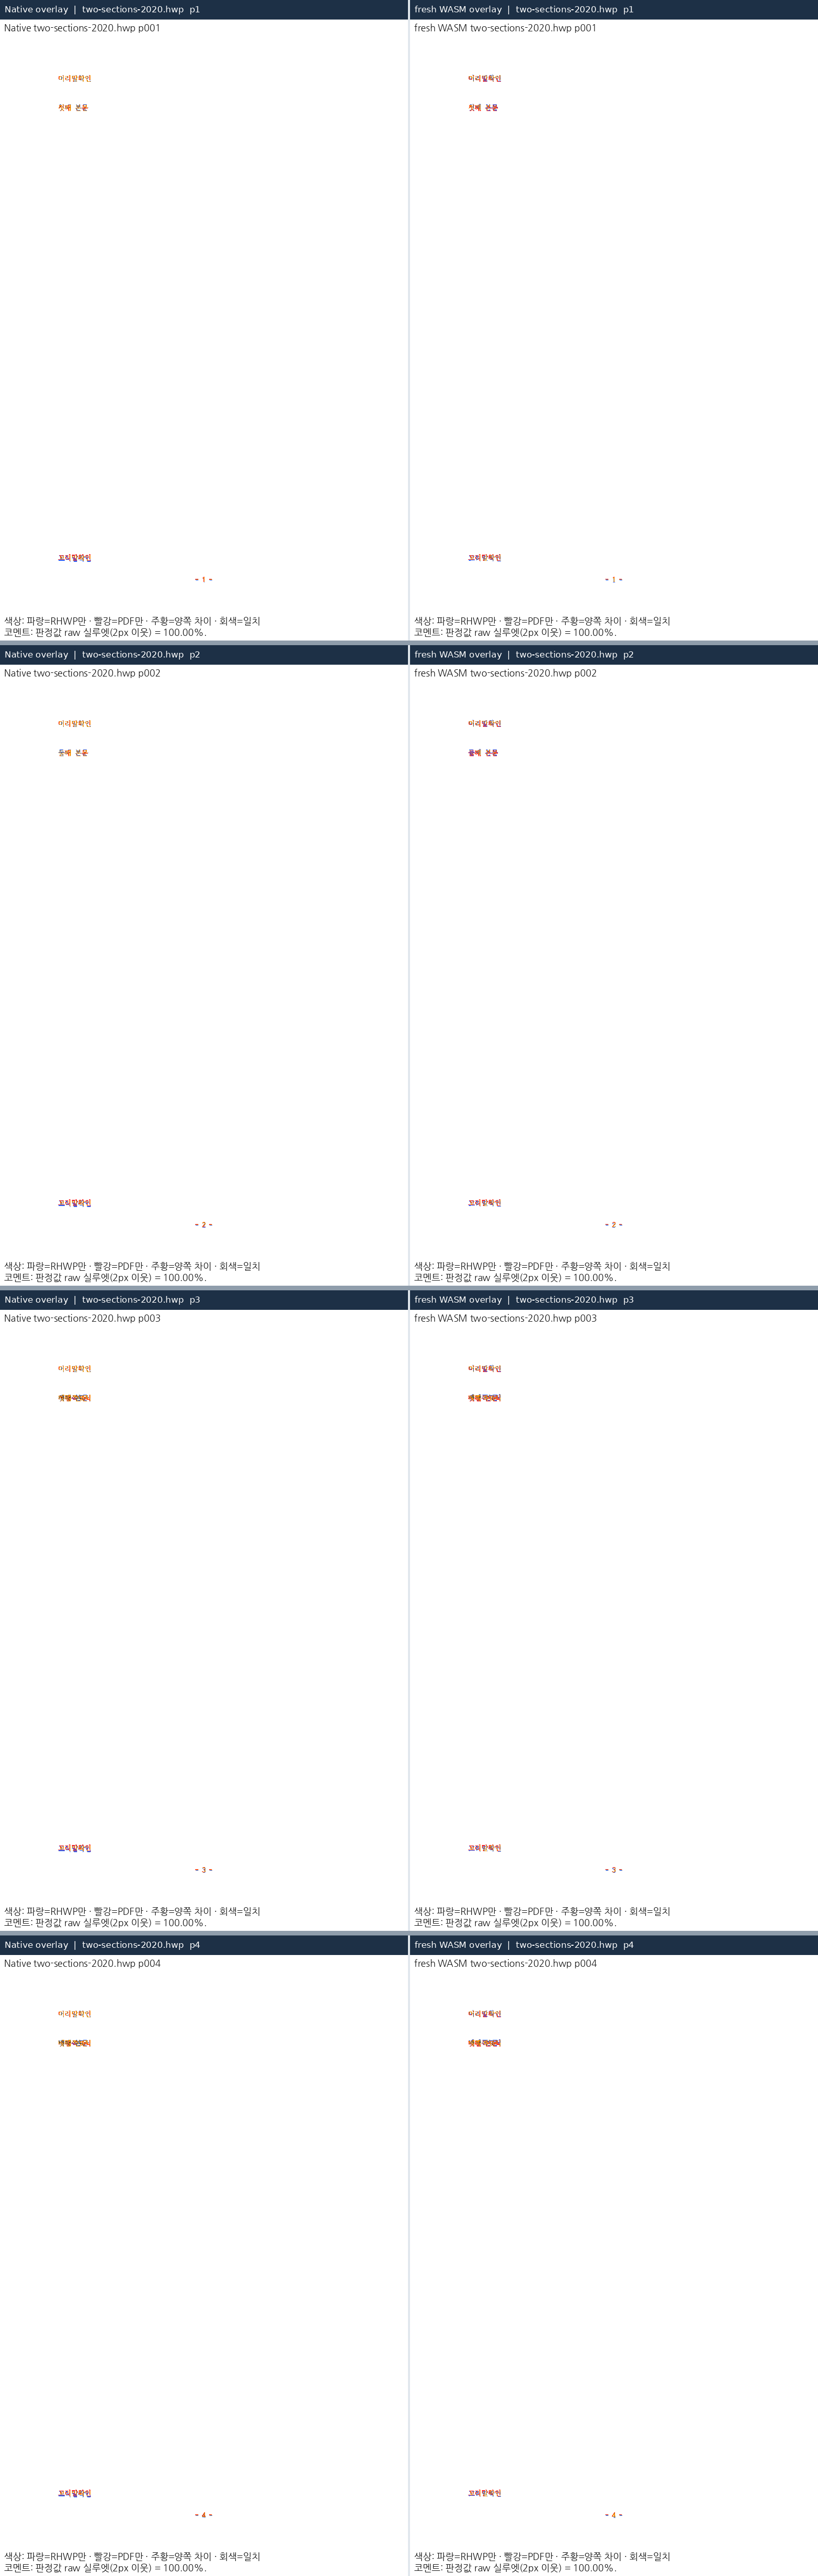 Native overlay | two-sections-2020.hwp p1
Native two-sections-2020.hwp p001
머리말확인
첫째 본문
꼬리말확인
- 1 -
색상: 파랑=RHWP만 · 빨강=PDF만 · 주황=양쪽 차이 · 회색=일치
코멘트: 판정값 raw 실루엣(2px 이웃) = 100.00%.
fresh WASM overlay | two-sections-2020.hwp p1
fresh WASM two-sections-2020.hwp p001
머리말확인
첫째 본문
꼬리말확인
- 1 -
색상: 파랑=RHWP만 · 빨강=PDF만 · 주황=양쪽 차이 · 회색=일치
코멘트: 판정값 raw 실루엣(2px 이웃) = 100.00%.
Native overlay | two-sections-2020.hwp p2
Native two-sections-2020.hwp p002
머리말확인
둘째 본문
꼬리말확인
- 2 -
색상: 파랑=RHWP만 · 빨강=PDF만 · 주황=양쪽 차이 · 회색=일치
코멘트: 판정값 raw 실루엣(2px 이웃) = 100.00%.
fresh WASM overlay | two-sections-2020.hwp p2
fresh WASM two-sections-2020.hwp p002
머리말확인
둘째 본문
꼬리말확인
- 2 -
색상: 파랑=RHWP만 · 빨강=PDF만 · 주황=양쪽 차이 · 회색=일치
코멘트: 판정값 raw 실루엣(2px 이웃) = 100.00%.
Native overlay | two-sections-2020.hwp p3
Native two-sections-2020.hwp p003
머리말확인
꼬리말확인
- 3 -
색상: 파랑=RHWP만 · 빨강=PDF만 · 주황=양쪽 차이 · 회색=일치
코멘트: 판정값 raw 실루엣(2px 이웃) = 100.00%.
fresh WASM overlay | two-sections-2020.hwp p3
fresh WASM two-sections-2020.hwp p003
머리말확인
꼬리말확인
- 3 -
색상: 파랑=RHWP만 · 빨강=PDF만 · 주황=양쪽 차이 · 회색=일치
코멘트: 판정값 raw 실루엣(2px 이웃) = 100.00%.
Native overlay | two-sections-2020.hwp p4
Native two-sections-2020.hwp p004
머리말확인
꼬리말확인
- 4 -
색상: 파랑=RHWP만 · 빨강=PDF만 · 주황=양쪽 차이 · 회색=일치
코멘트: 판정값 raw 실루엣(2px 이웃) = 100.00%.
fresh WASM overlay | two-sections-2020.hwp p4
fresh WASM two-sections-2020.hwp p004
머리말확인
꼬리말확인
- 4 -
색상: 파랑=RHWP만 · 빨강=PDF만 · 주황=양쪽 차이 · 회색=일치
코멘트: 판정값 raw 실루엣(2px 이웃) = 100.00%.